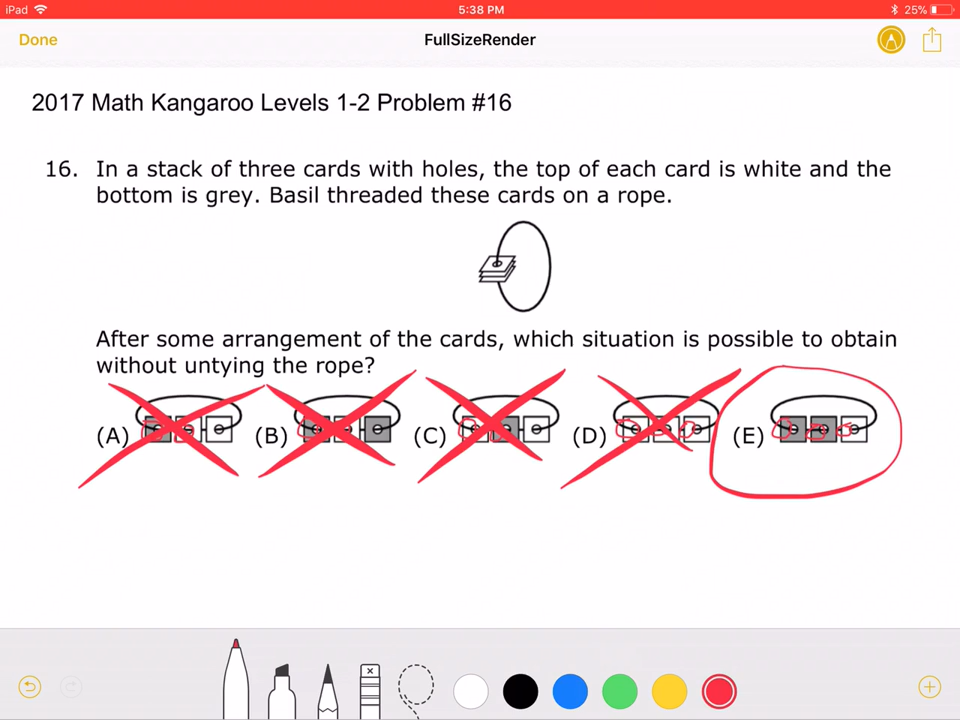 iPad 5:38 PM 25%
Done FullSizeRender
2017 Math Kangaroo Levels 1-2 Problem #16
16. In a stack of three cards with holes, the top of each card is white and the
bottom is grey. Basil threaded these cards on a rope.
After some arrangement of the cards, which situation is possible to obtain
without untying the rope?
(A) (B) (C) (D) (E)